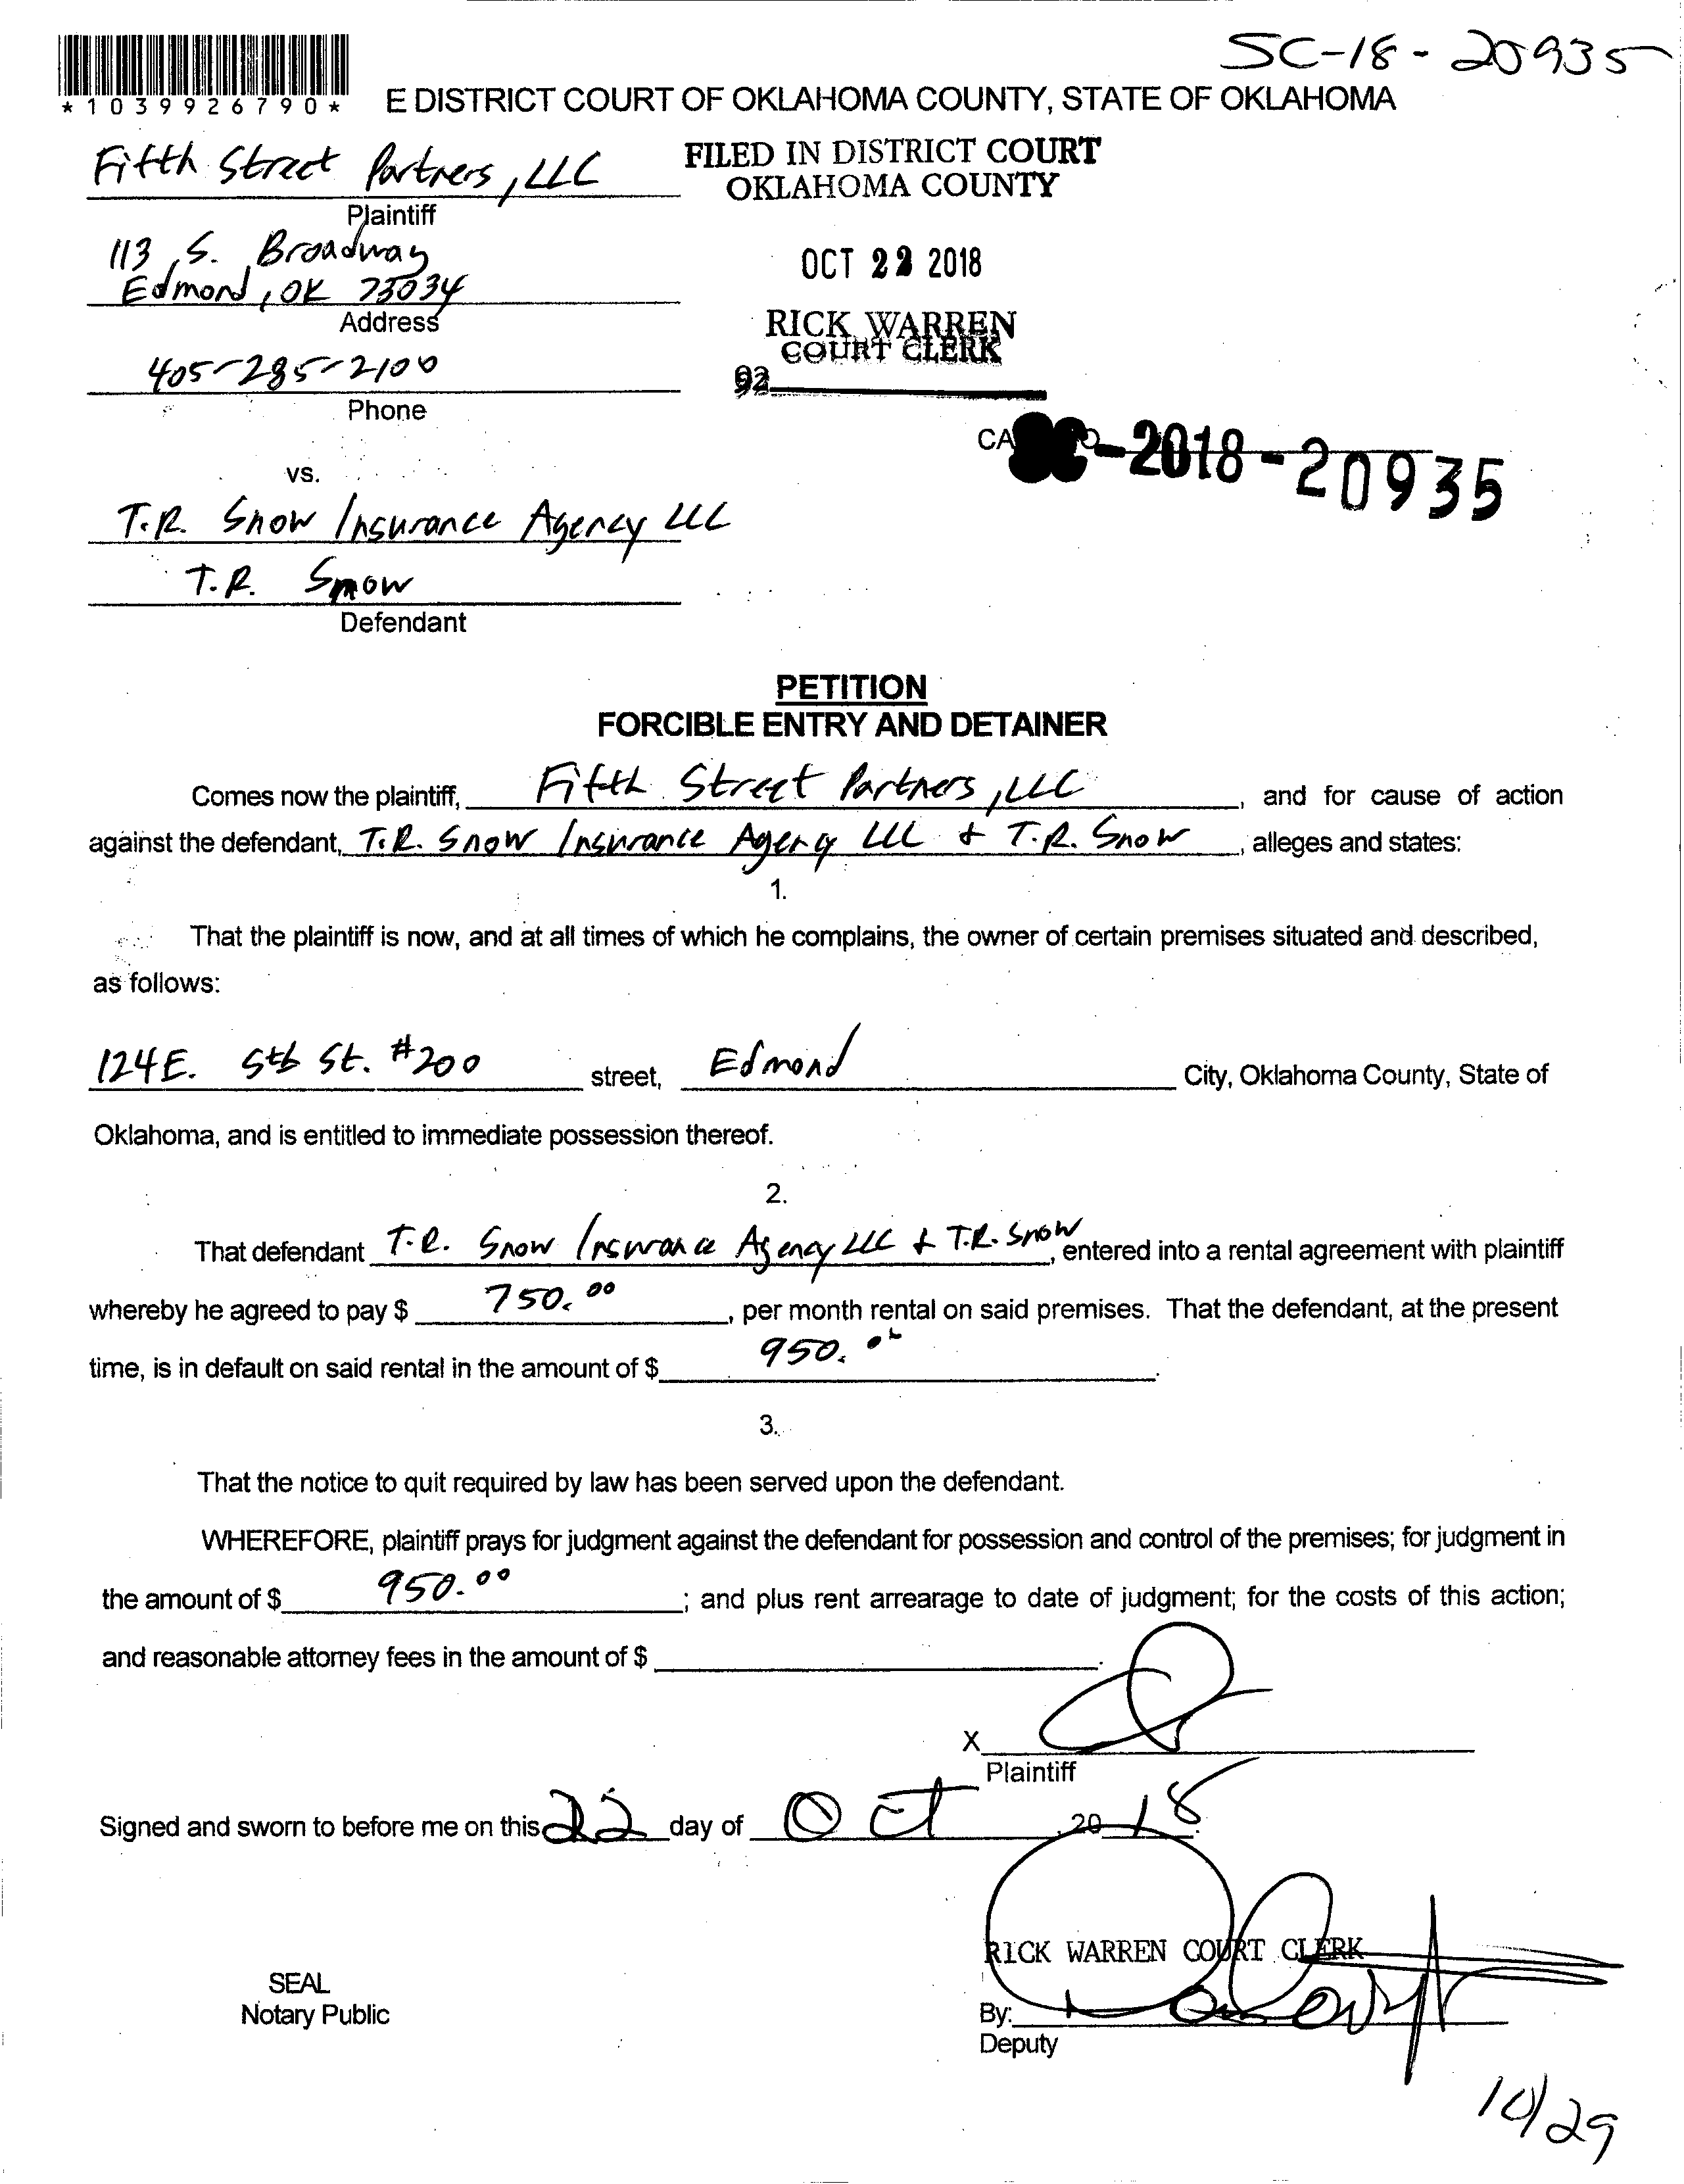 SC-18-20935
*1039926790*
E DISTRICT COURT OF OKLAHOMA COUNTY, STATE OF OKLAHOMA
Fifth Street Partners, LLC
Plaintiff
113 S. Broadway
Edmond, OK 73034
Address
405-285-2100
Phone
FILED IN DISTRICT COURT
OKLAHOMA COUNTY
OCT 22 2018
RICK WARREN
COURT CLERK
92
CA
SC-2018-20935
vs.
T.R. Snow Insurance Agency LLC
T.R. Snow
Defendant
PETITION
FORCIBLE ENTRY AND DETAINER
Comes now the plaintiff, Fifth Street Partners, LLC, and for cause of action
against the defendant, T.R. Snow Insurance Agency LLC & T.R. Snow, alleges and states:
1.
That the plaintiff is now, and at all times of which he complains, the owner of certain premises situated and described,
as follows:
124 E. 5th St. #200 street, Edmond City, Oklahoma County, State of
Oklahoma, and is entitled to immediate possession thereof.
2.
That defendant T.R. Snow Insurance Agency LLC & T.R. Snow, entered into a rental agreement with plaintiff
whereby he agreed to pay $ 750.00, per month rental on said premises. That the defendant, at the present
time, is in default on said rental in the amount of $ 950.00.
3.
That the notice to quit required by law has been served upon the defendant.
WHEREFORE, plaintiff prays for judgment against the defendant for possession and control of the premises; for judgment in
the amount of $ 950.00; and plus rent arrearage to date of judgment; for the costs of this action;
and reasonable attorney fees in the amount of $ .
X
Plaintiff
Signed and sworn to before me on this 22 day of Oct, 2018.
RICK WARREN COURT CLERK
SEAL
Notary Public
By:
Deputy
10/29